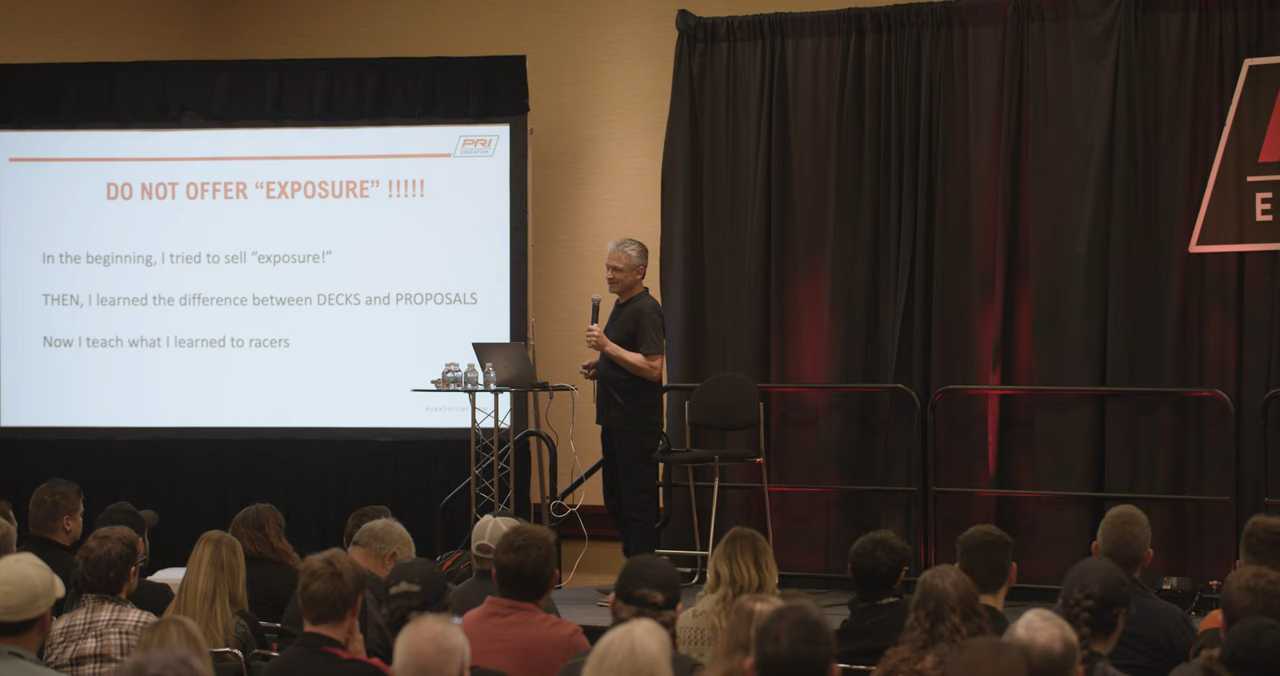 PRI
EDUCATION
DO NOT OFFER “EXPOSURE” !!!!!
In the beginning, I tried to sell “exposure!”
THEN, I learned the difference between DECKS and PROPOSALS
Now I teach what I learned to racers
E